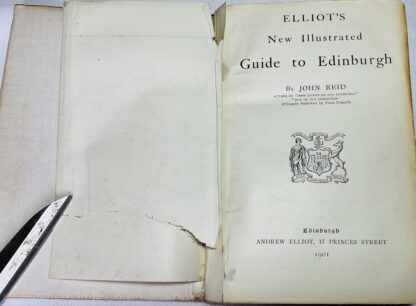 ELLIOT'S
New Illustrated
Guide to Edinburgh
By JOHN REID
Edinburgh
ANDREW ELLIOT, 17 PRINCES STREET
1901